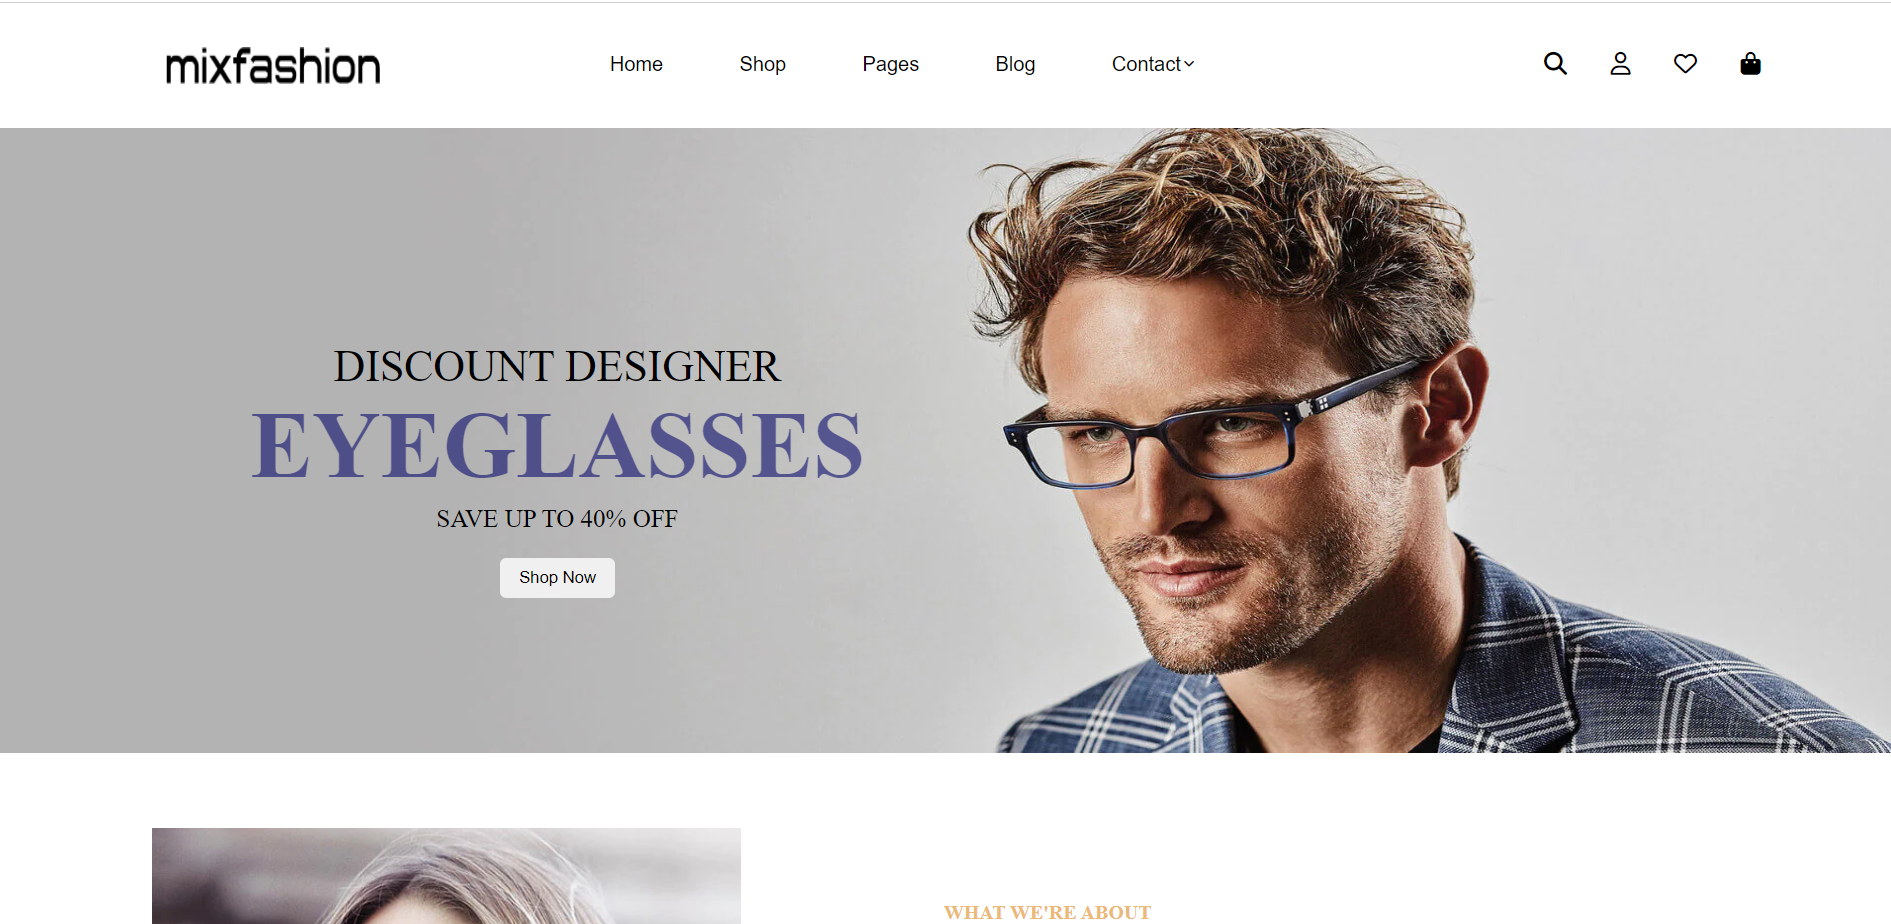 mixfashion
Home Shop Pages Blog Contact
DISCOUNT DESIGNER
EYEGLASSES
SAVE UP TO 40% OFF
Shop Now
WHAT WE'RE ABOUT